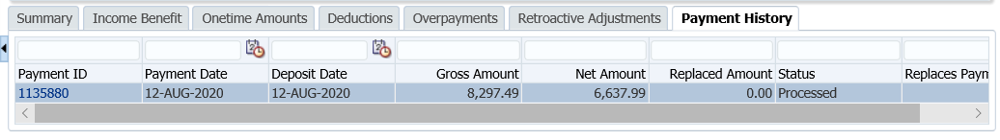 Summary Income Benefit Onetime Amounts Deductions Overpayments Retroactive Adjustments Payment History
Payment ID Payment Date Deposit Date Gross Amount Net Amount Replaced Amount Status Replaces Paym
1135880 12-AUG-2020 12-AUG-2020 8,297.49 6,637.99 0.00 Processed